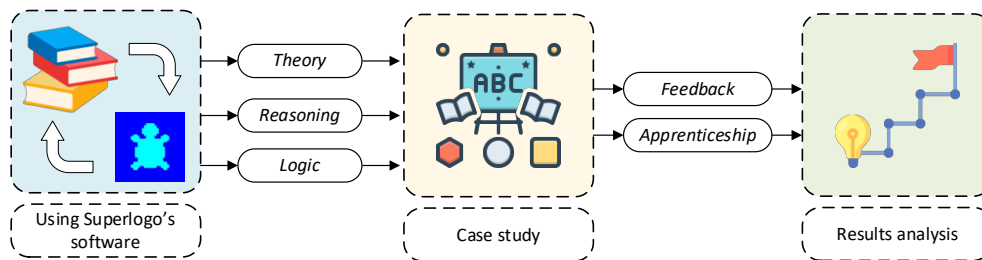 Theory
Reasoning
Logic
ABC
Feedback
Apprenticeship
Using Superlogo's
software
Case study
Results analysis